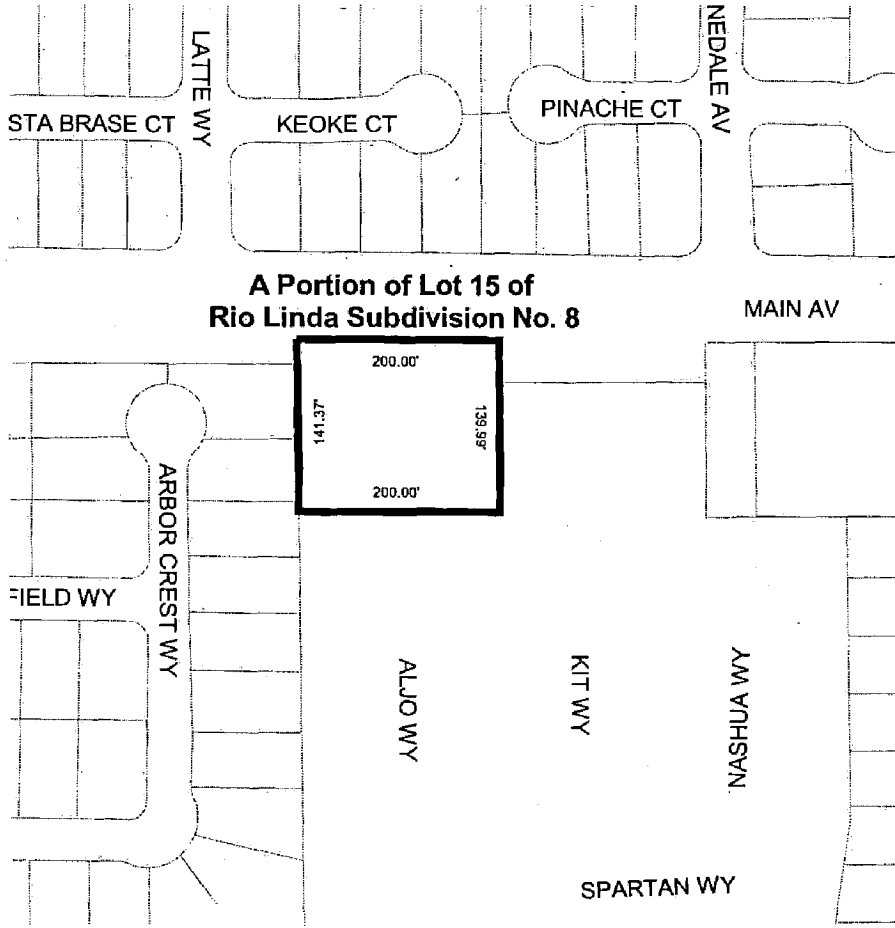 LATTE WY
NEDALE AV
STA BRASE CT
KEOKE CT
PINACHE CT
A Portion of Lot 15 of
Rio Linda Subdivision No. 8
MAIN AV
200.00'
141.37'
139.99'
200.00'
ARBOR CREST WY
FIELD WY
ALJO WY
KIT WY
NASHUA WY
SPARTAN WY